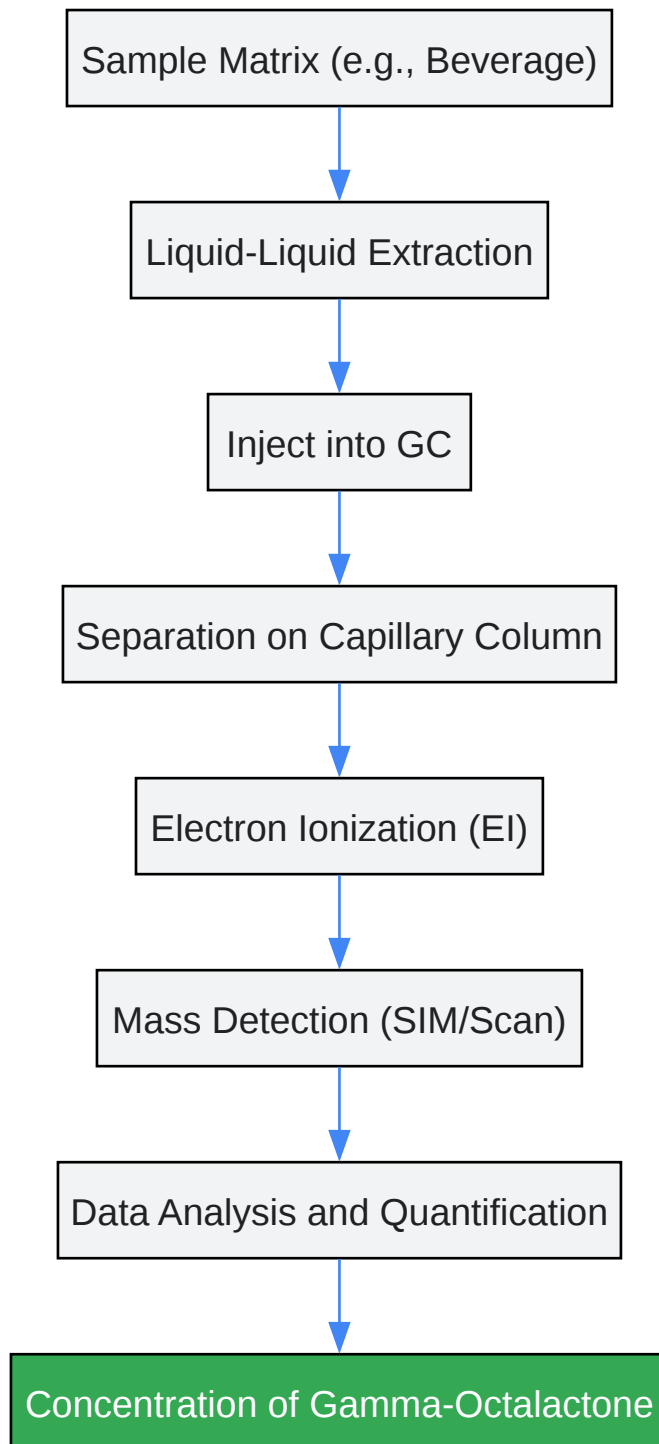 Sample Matrix (e.g., Beverage)
Liquid-Liquid Extraction
Inject into GC
Separation on Capillary Column
Electron Ionization (EI)
Mass Detection (SIM/Scan)
Data Analysis and Quantification
Concentration of Gamma-Octalactone